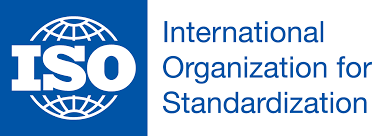 ISO
International
Organization for
Standardization